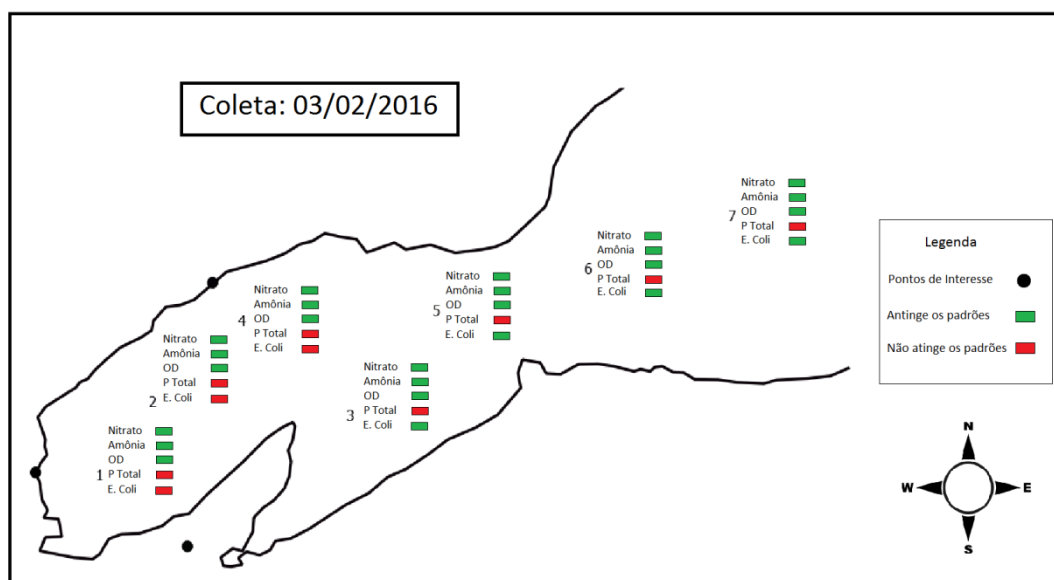 Coleta: 03/02/2016
Nitrato
Amônia
OD
7
P Total
E. Coli
Nitrato
Amônia
6
OD
P Total
E. Coli
Nitrato
Amônia
5
OD
P Total
E. Coli
Nitrato
Amônia
4
OD
P Total
E. Coli
Nitrato
Amônia
OD
P Total
2
E. Coli
Nitrato
Amônia
OD
3
P Total
E. Coli
Nitrato
Amônia
OD
1
P Total
E. Coli
Legenda
Pontos de Interesse
Antinge os padrões
Não atinge os padrões
N
W
E
S